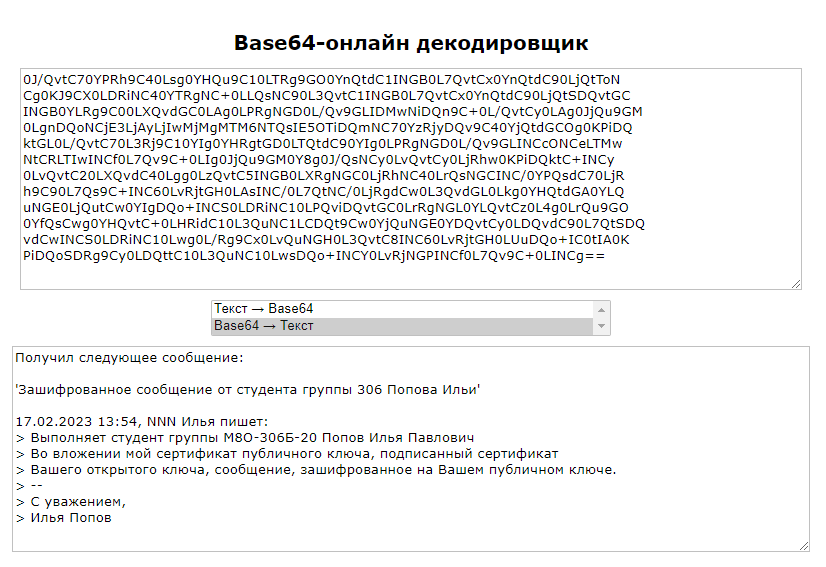 Base64-онлайн декодировщик
0J/QvtC70YPRh9C40Lsg0YHQu9C10LTRg9GO0YnQtdC1INGB0L7QvtCx0YnQtdC90LjQtToN
Cg0KJ9CX0LDRiNC40YTRgNC+0LLQsNC90L3QvtC1INGB0L7QvtCx0YnQtdC90LjQtSDQvtGC
INGB0YLRg9C00LXQvdGC0LAg0LPRgNGD0L/Qv9GLIDMwNiDQn9C+0L/QvtCy0LAg0JjQu9GM
0LgnDQoNCjE3LjAyLjIwMjMgMTM6NTQsIE5OTiDQmNC70YzRjyDQv9C40YjQtdGCOg0KPiDQ
ktGL0L/QvtC70L3Rj9C10YIg0YHRgtGD0LTQtdC90YIg0LPRgNGD0L/Qv9GLINCcONCeLTMw
NtCRLTIwINCf0L7Qv9C+0LIg0JjQu9GM0Y8g0J/QsNCy0LvQvtCy0LjRhw0KPiDQktC+INCy
0LvQvtC20LXQvdC40Lgg0LzQvtC5INGB0LXRgNGC0LjRhNC40LrQsNGCINC/0YPQsdC70LjR
h9C90L7Qs9C+INC60LvRjtGH0LAsINC/0L7QtNC/0LjRgdCw0L3QvdGL0Lkg0YHQtdGA0YLQ
uNGE0LjQutCw0YIgDQo+INCS0LDRiNC10LPQviDQvtGC0LrRgNGL0YLQvtCz0L4g0LrQu9GO
0YfQsCwg0YHQvtC+0LHRidC10L3QuNC1LCDQt9Cw0YjQuNGE0YDQvtCy0LDQvdC90L7QtSDQ
vdCwINCS0LDRiNC10Lwg0L/Rg9Cx0LvQuNGH0L3QvtC8INC60LvRjtGH0LUuDQo+IC0tIA0K
PiDQoSDRg9Cy0LDQttC10L3QuNC10LwsDQo+INCY0LvRjNGPINCf0L7Qv9C+0LINCg==
Текст → Base64
Base64 → Текст
Получил следующее сообщение:
'Зашифрованное сообщение от студента группы 306 Попова Ильи'
17.02.2023 13:54, NNN Илья пишет:
> Выполняет студент группы М8О-306Б-20 Попов Илья Павлович
> Во вложении мой сертификат публичного ключа, подписанный сертификат
> Вашего открытого ключа, сообщение, зашифрованное на Вашем публичном ключе.
> --
> С уважением,
> Илья Попов